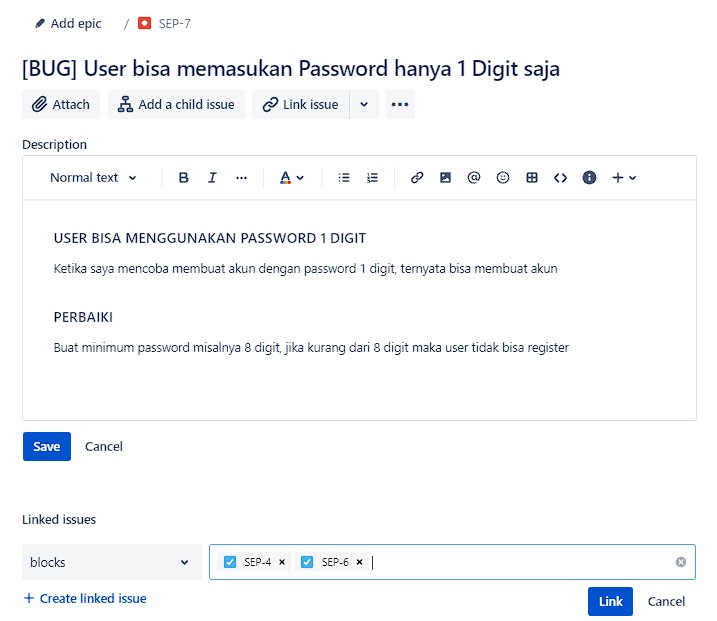 Add epic / SEP-7
[BUG] User bisa memasukan Password hanya 1 Digit saja
Attach Add a child issue Link issue
Description
Normal text B I A
USER BISA MENGGUNAKAN PASSWORD 1 DIGIT
Ketika saya mencoba membuat akun dengan password 1 digit, ternyata bisa membuat akun
PERBAIKI
Buat minimum password misalnya 8 digit, jika kurang dari 8 digit maka user tidak bisa register
Save Cancel
Linked issues
blocks SEP-4 × SEP-6 ×
+ Create linked issue Link Cancel